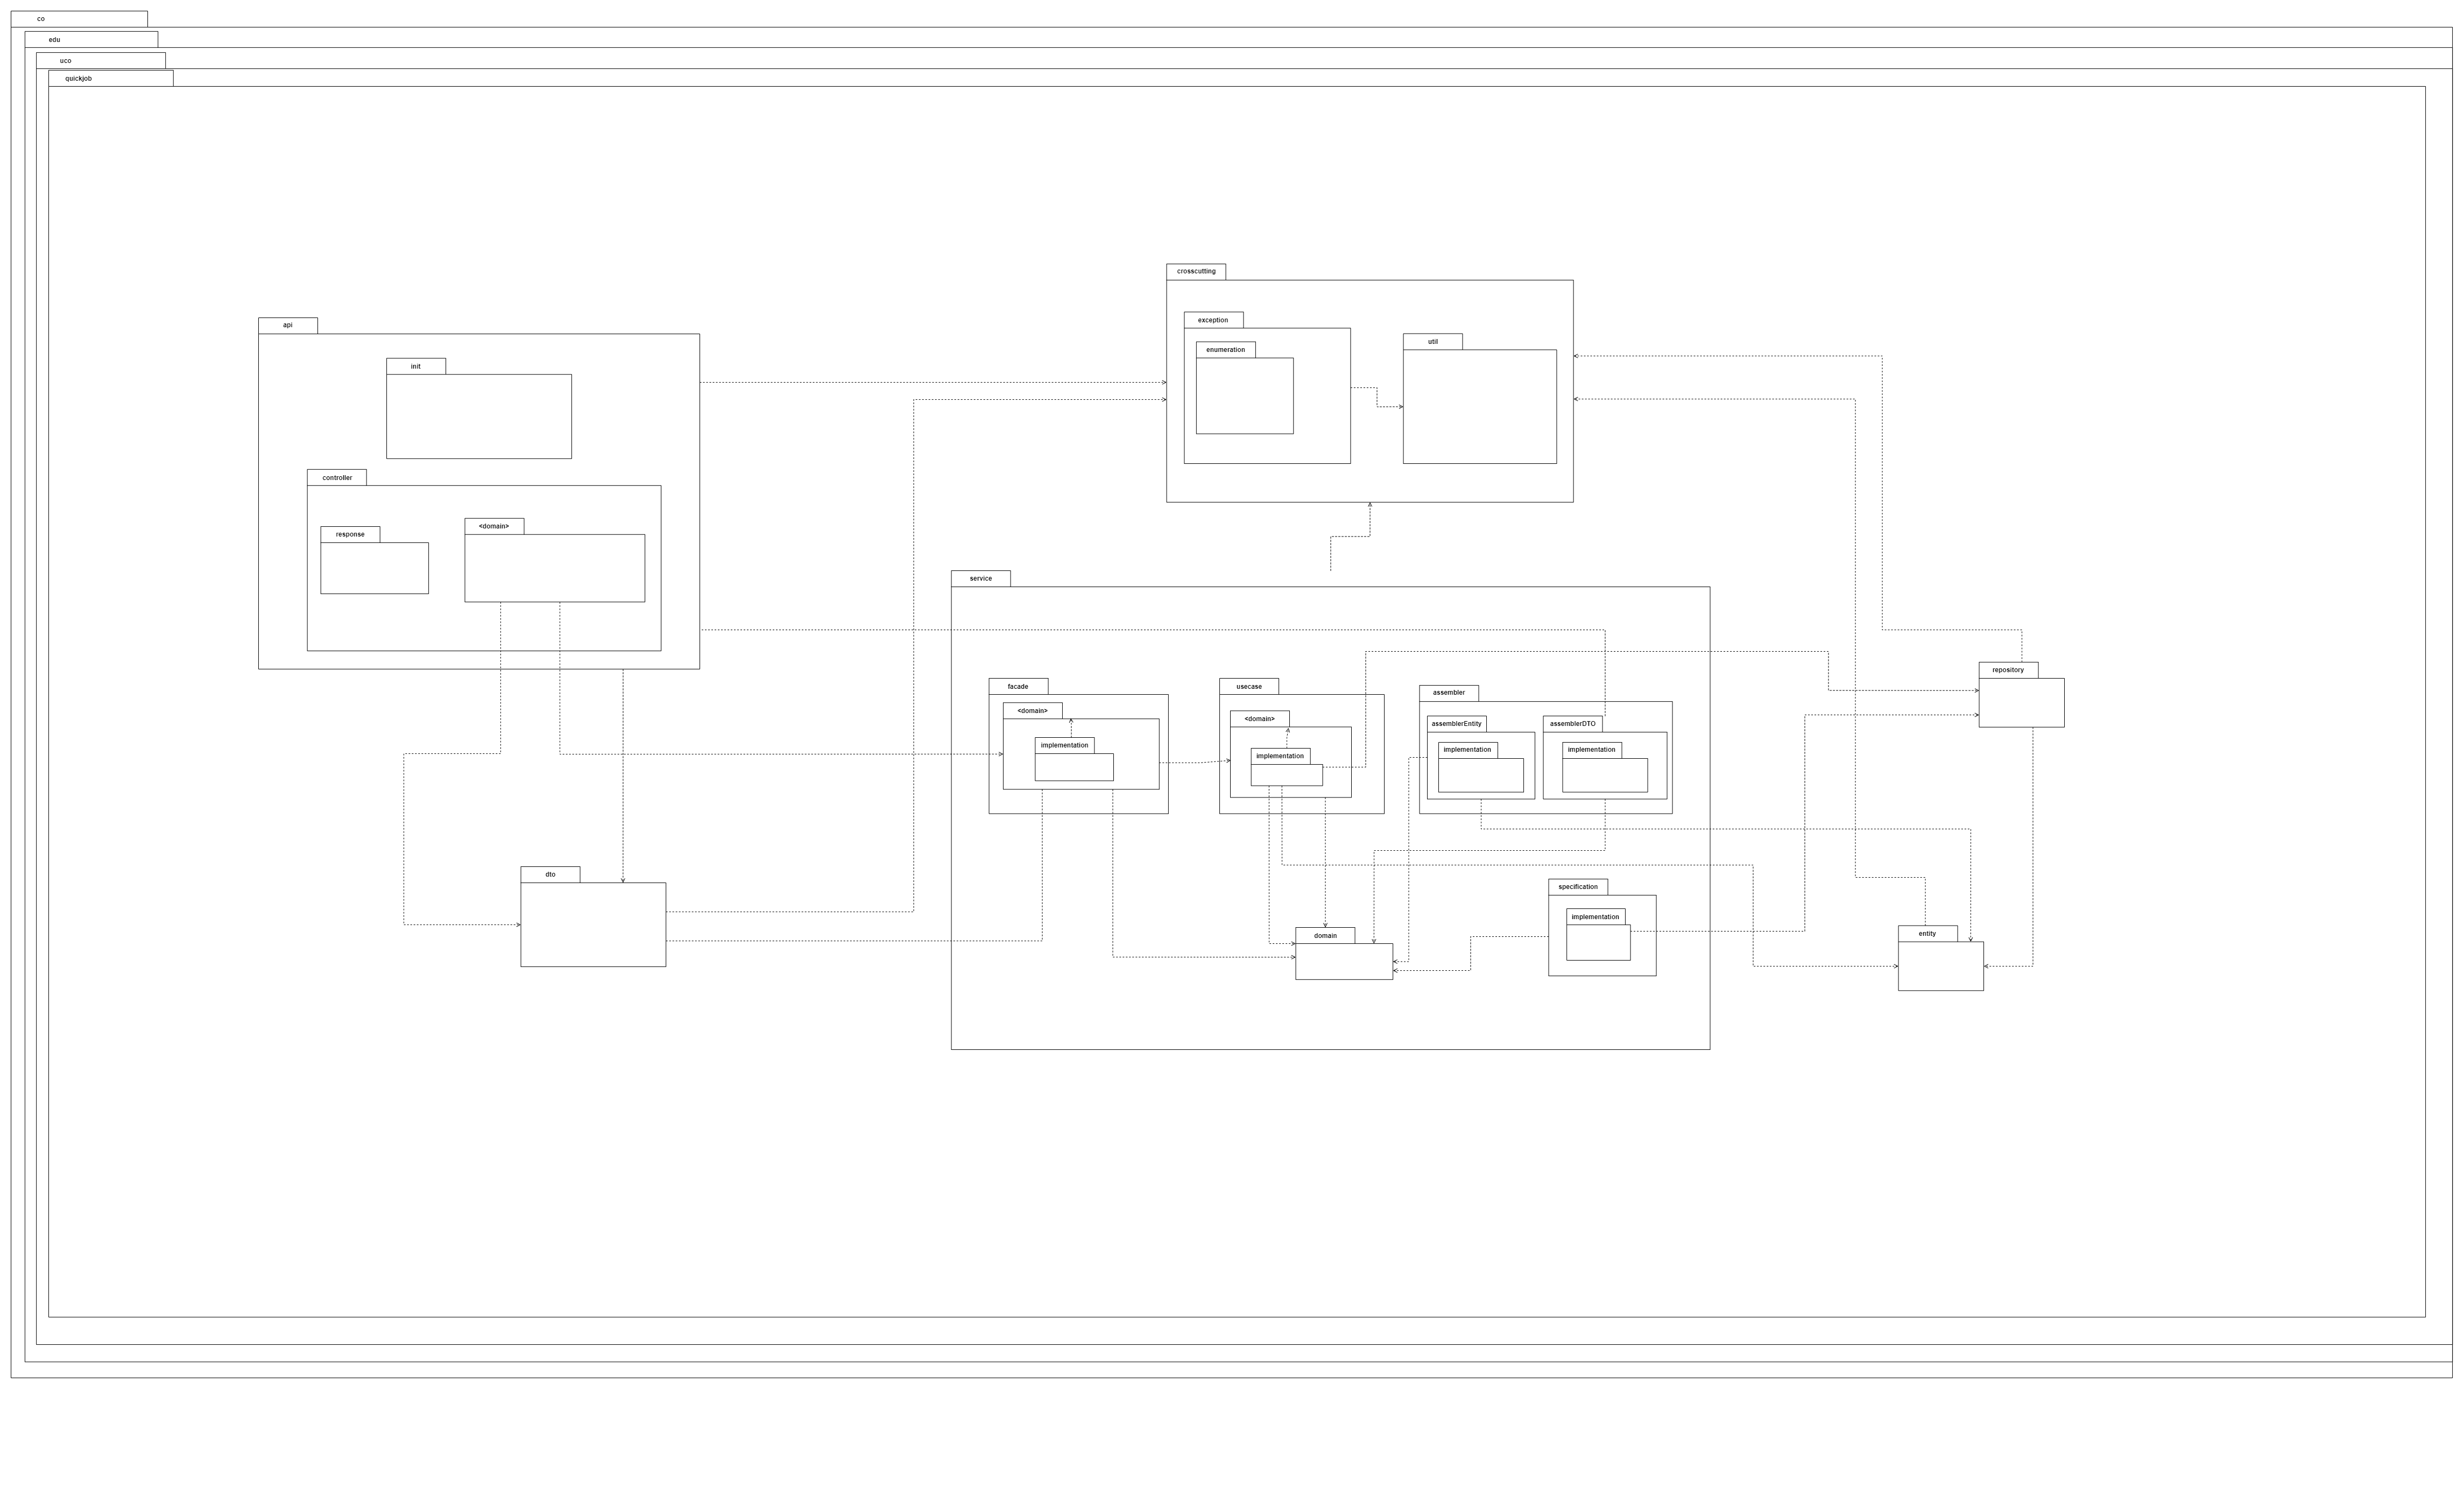 co
edu
uco
quickjob
crosscutting
exception
api
util
enumeration
init
controller
<domain>
response
service
repository
facade
usecase
assembler
<domain>
<domain>
assemblerEntity
assemblerDTO
implementation
implementation
implementation
implementation
dto
specification
implementation
domain
entity